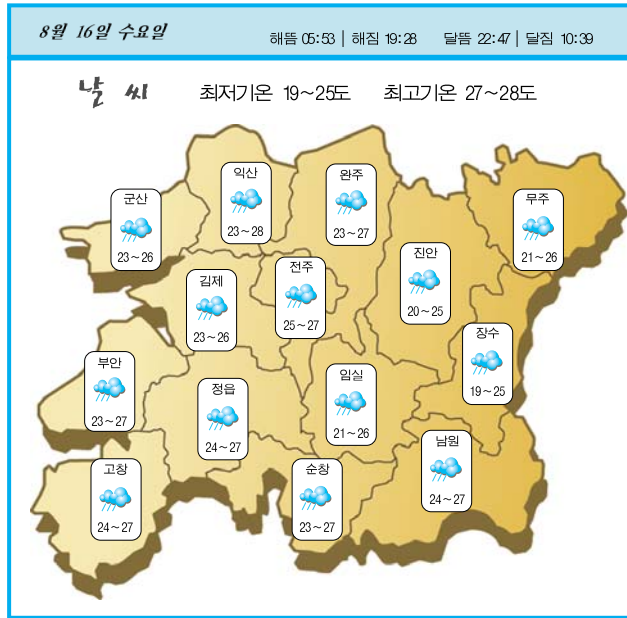 8월 16일 수요일
해뜸 05:53 | 해짐 19:28 달뜸 22:47 | 달짐 10:39
날씨 최저기온 19~25도 최고기온 27~28도
군산
23~26
익산
23~28
완주
23~27
무주
21~26
김제
23~26
전주
25~27
진안
20~25
장수
19~25
부안
23~27
정읍
24~27
임실
21~26
고창
24~27
순창
23~27
남원
24~27